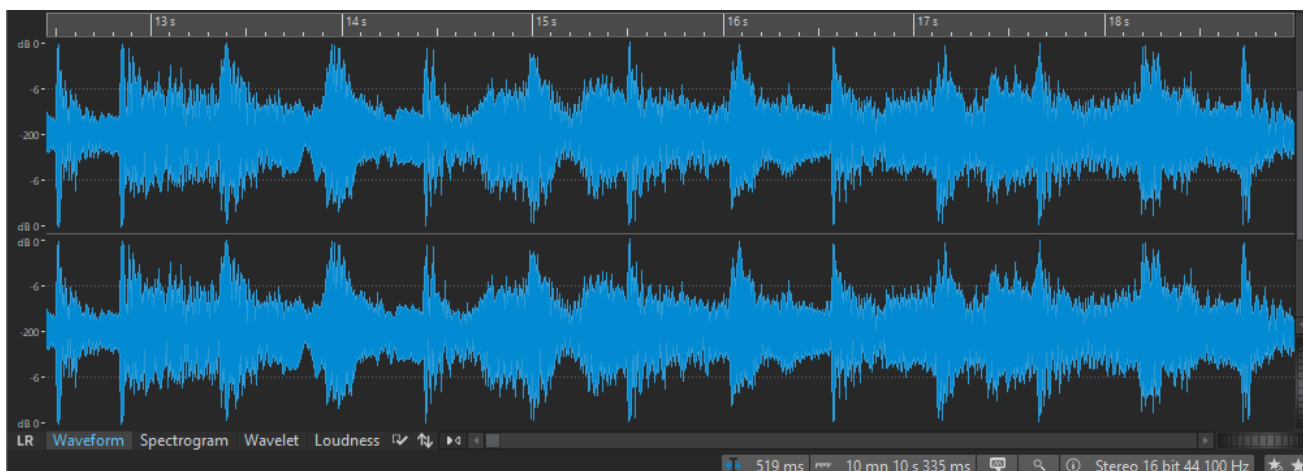 13 s 14 s 15 s 16 s 17 s 18 s
dB 0-
-6-
-200-
-6-
dB 0-
dB 0-
-6-
-200-
-6-
dB 0-
LR Waveform Spectrogram Wavelet Loudness
519 ms 10 mn 10 s 335 ms Stereo 16 bit 44 100 Hz